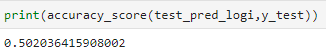 print(accuracy_score(test_pred_logi,y_test))
0.502036415908002